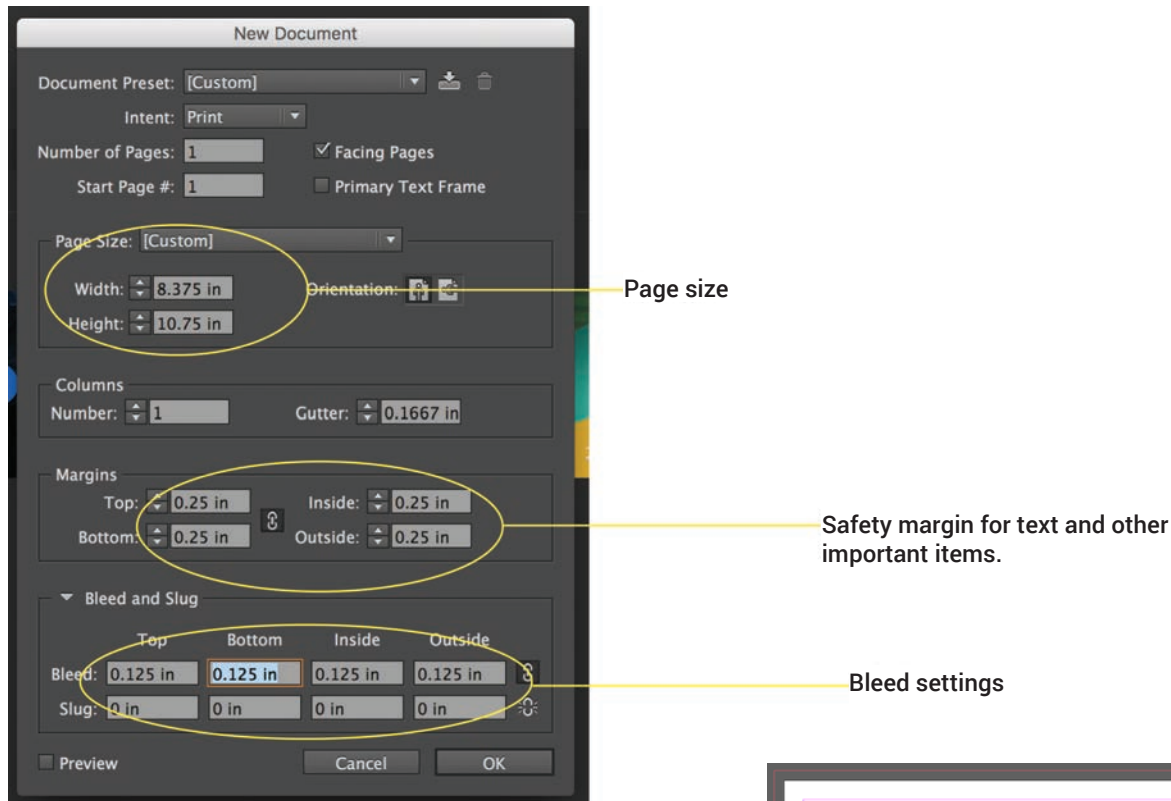 New Document
Document Preset: [Custom]
Intent: Print
Number of Pages: 1 Facing Pages
Start Page #: 1 Primary Text Frame
Page Size: [Custom]
Width: 8.375 in Orientation:
Page size
Height: 10.75 in
Columns
Number: 1 Gutter: 0.1667 in
Margins
Top: 0.25 in Inside: 0.25 in
Bottom: 0.25 in Outside: 0.25 in
Safety margin for text and other
important items.
Bleed and Slug
Top Bottom Inside Outside
Bleed: 0.125 in 0.125 in 0.125 in 0.125 in
Bleed settings
Slug: 0 in 0 in 0 in 0 in
Preview Cancel OK